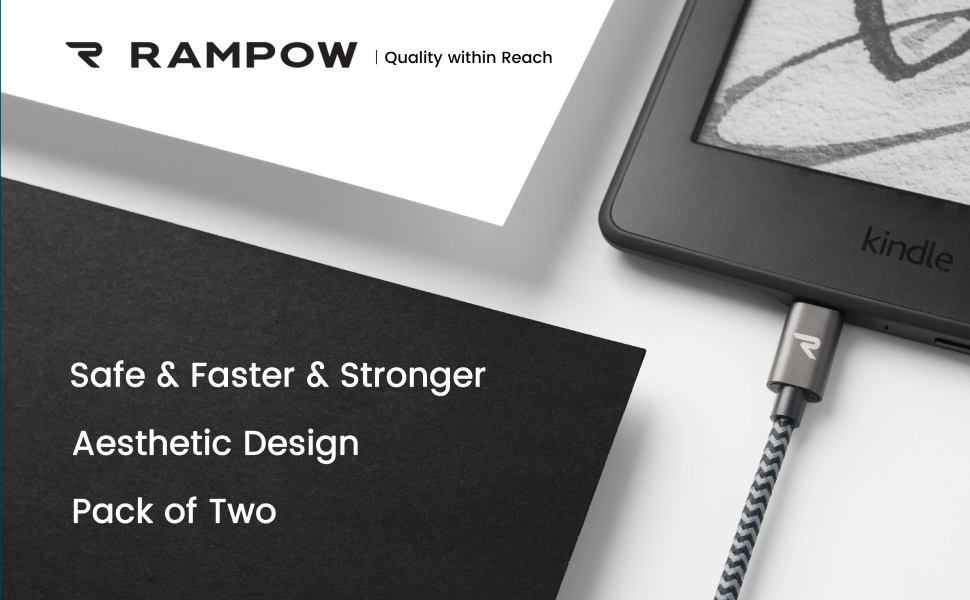 RAMPOW | Quality within Reach
kindle
Safe & Faster & Stronger
Aesthetic Design
Pack of Two